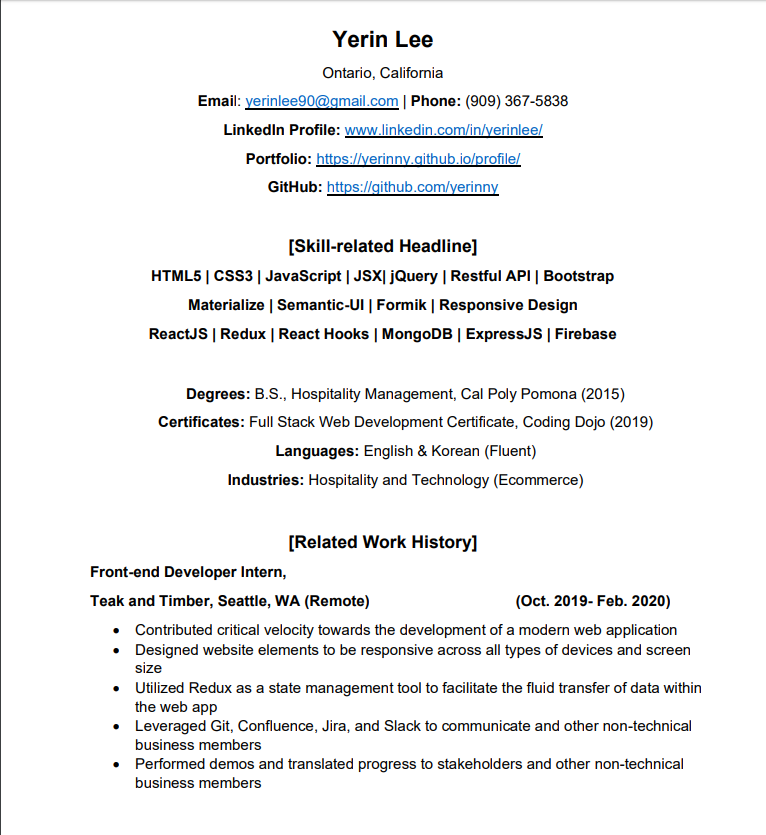 Yerin Lee
Ontario, California
Email: yerinlee90@gmail.com | Phone: (909) 367-5838
LinkedIn Profile: www.linkedin.com/in/yerinlee/
Portfolio: https://yerinny.github.io/profile/
GitHub: https://github.com/yerinny
[Skill-related Headline]
HTML5 | CSS3 | JavaScript | JSX| jQuery | Restful API | Bootstrap
Materialize | Semantic-UI | Formik | Responsive Design
ReactJS | Redux | React Hooks | MongoDB | ExpressJS | Firebase
Degrees: B.S., Hospitality Management, Cal Poly Pomona (2015)
Certificates: Full Stack Web Development Certificate, Coding Dojo (2019)
Languages: English & Korean (Fluent)
Industries: Hospitality and Technology (Ecommerce)
[Related Work History]
Front-end Developer Intern,
Teak and Timber, Seattle, WA (Remote) (Oct. 2019- Feb. 2020)
• Contributed critical velocity towards the development of a modern web application
• Designed website elements to be responsive across all types of devices and screen
size
• Utilized Redux as a state management tool to facilitate the fluid transfer of data within
the web app
• Leveraged Git, Confluence, Jira, and Slack to communicate and other non-technical
business members
• Performed demos and translated progress to stakeholders and other non-technical
business members